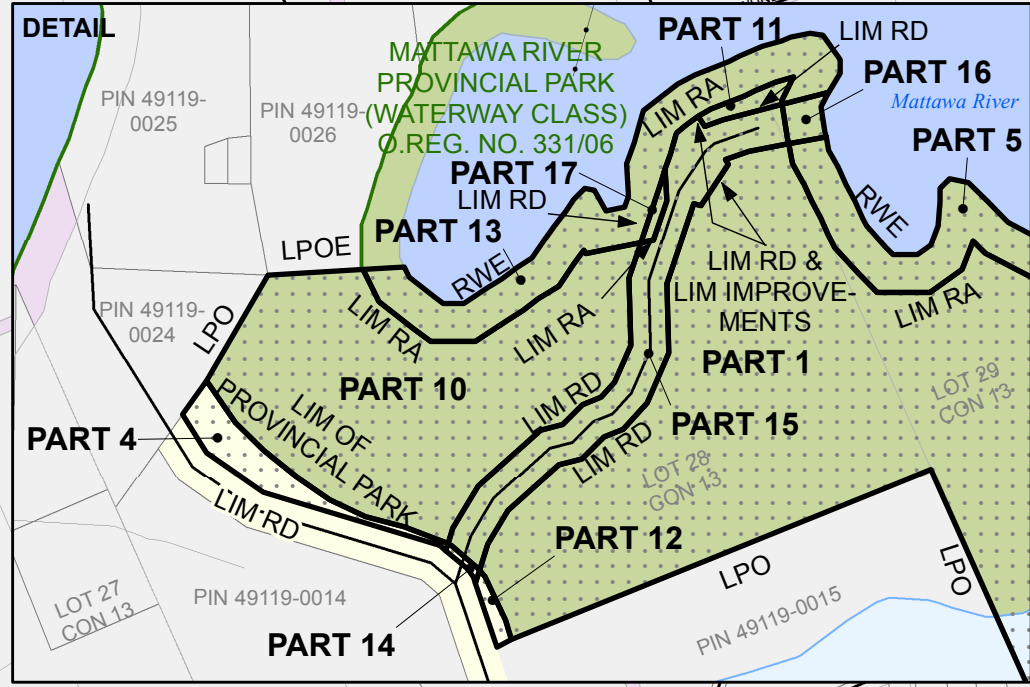 DETAIL
PART 11
LIM RD
MATTAWA RIVER
PROVINCIAL PARK
(WATERWAY CLASS)
O.REG. NO. 331/06
PART 16
Mattawa River
PIN 49119-
0025
PIN 49119-
0026
LIM RA
PART 5
PART 17
LIM RD
RWE
PART 13
LPOE
RWE
LIM RD &
LIM IMPROVE-
MENTS
LIM RA
PIN 49119-
0024
LPO
LIM RA
LIM RA
PART 1
PART 10
LOT 29
CON 13
LIM OF
PROVINCIAL PARK
LIM RD
PART 15
PART 4
LIM RD
LOT 28
CON 13
LIM RD
PART 12
LPO
LPO
LOT 27
CON 13
PIN 49119-0014
PIN 49119-0015
PART 14